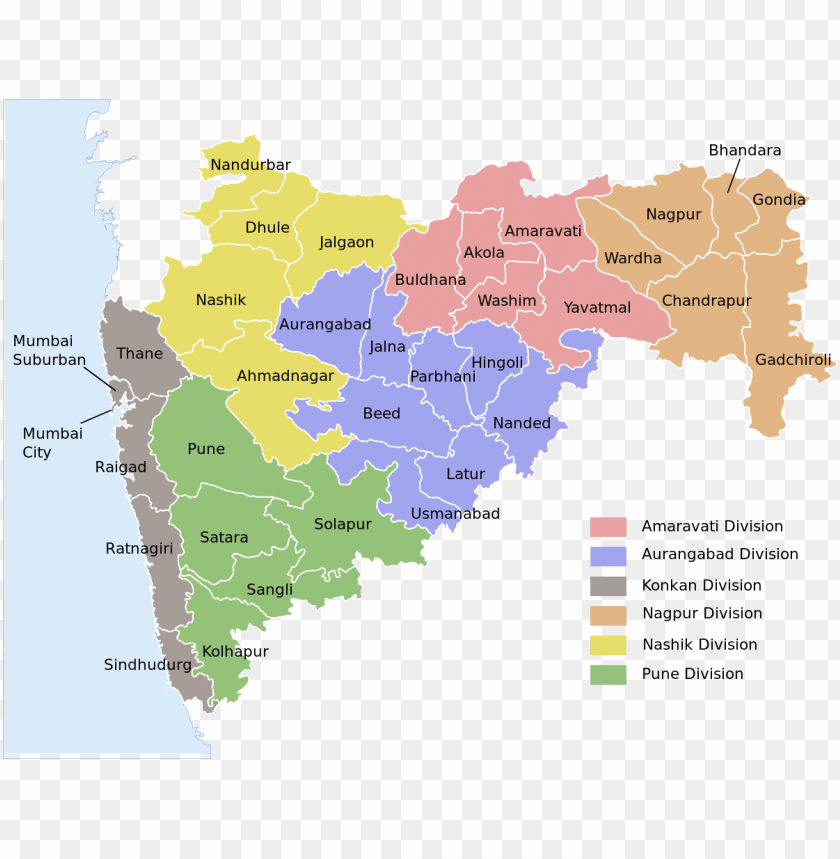 Bhandara
Nandurbar
Gondia
Nagpur
Dhule
Amaravati
Jalgaon
Akola
Wardha
Buldhana
Nashik
Washim
Yavatmal
Chandrapur
Aurangabad
Mumbai
Suburban
Thane
Jalna
Hingoli
Gadchiroli
Ahmadnagar
Parbhani
Beed
Nanded
Mumbai
City
Pune
Raigad
Latur
Usmanabad
Solapur
Satara
Ratnagiri
Sangli
Kolhapur
Sindhudurg
Amaravati Division
Aurangabad Division
Konkan Division
Nagpur Division
Nashik Division
Pune Division